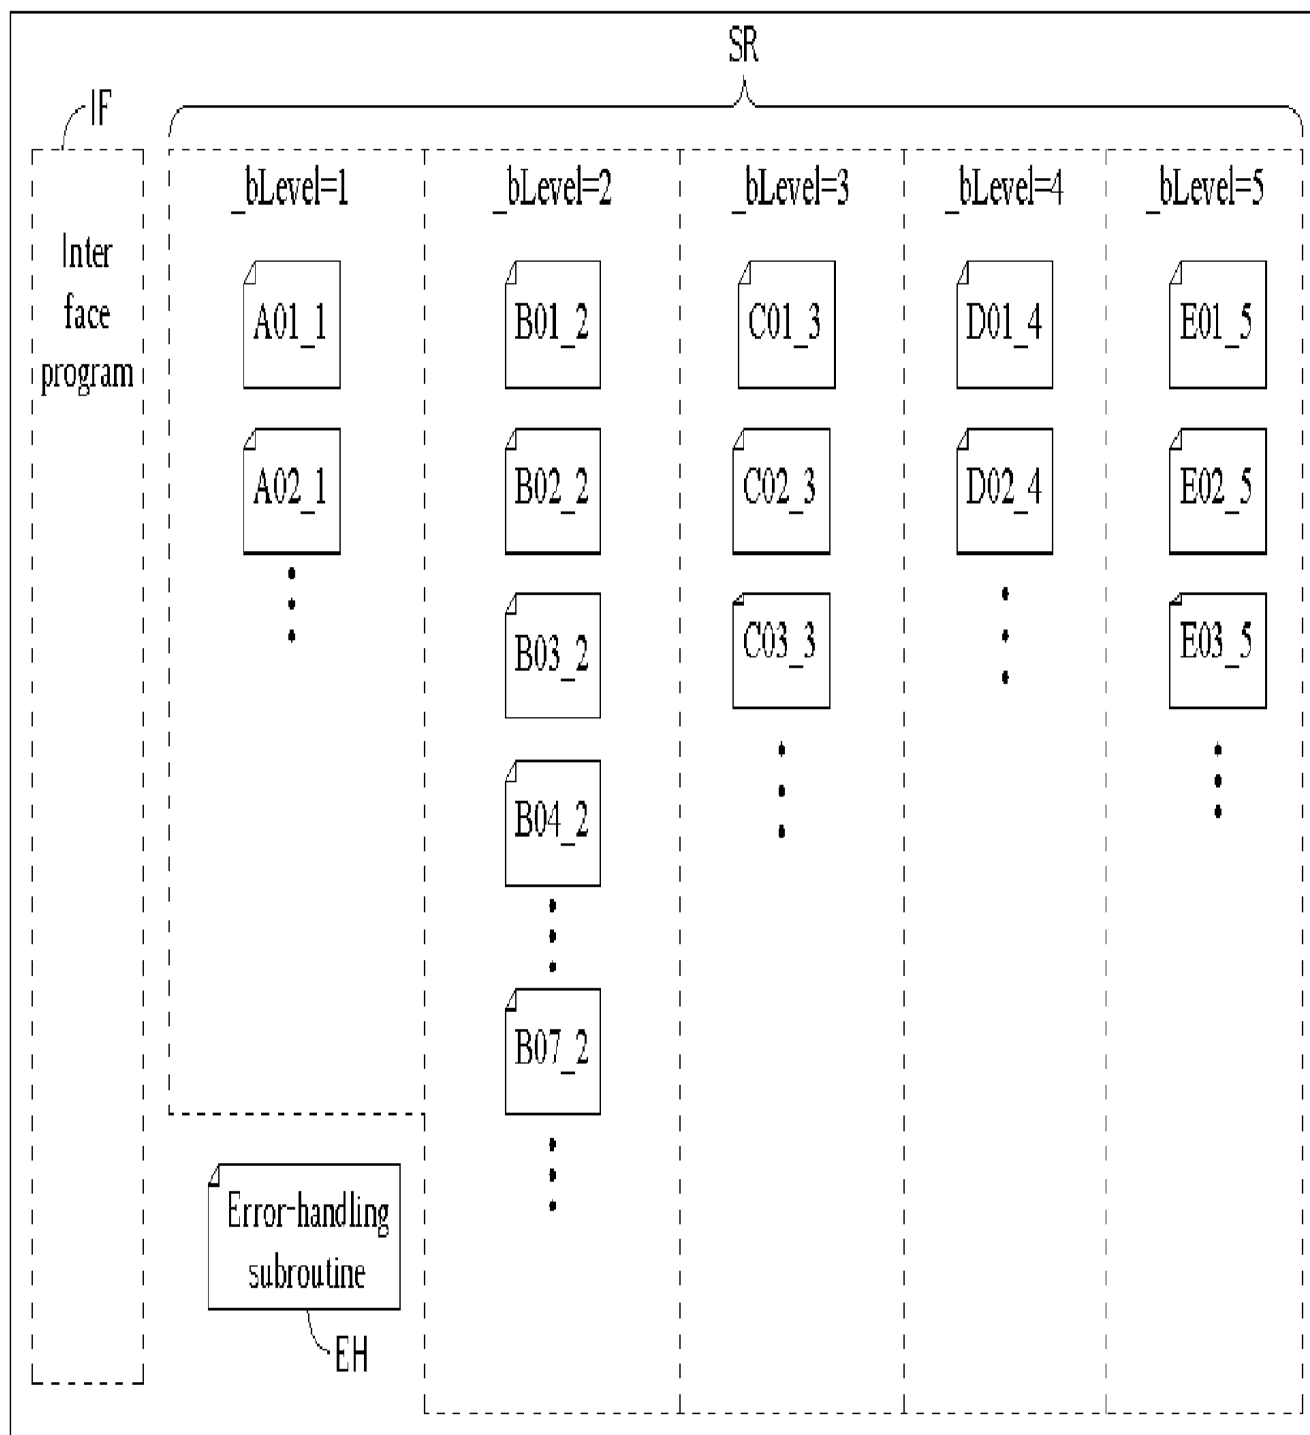 SR
IF
_bLevel=1
_bLevel=2
_bLevel=3
_bLevel=4
_bLevel=5
Inter
face
program
A01_1
B01_2
C01_3
D01_4
E01_5
A02_1
B02_2
C02_3
D02_4
E02_5
B03_2
C03_3
E03_5
B04_2
B07_2
Error-handling
subroutine
EH